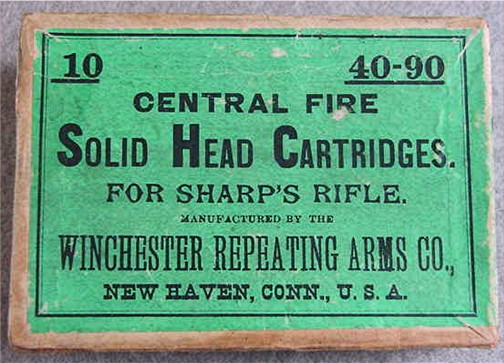 10 40-90
CENTRAL FIRE
SOLID HEAD CARTRIDGES.
FOR SHARP'S RIFLE.
MANUFACTURED BY THE
WINCHESTER REPEATING ARMS CO.,
NEW HAVEN, CONN., U. S. A.